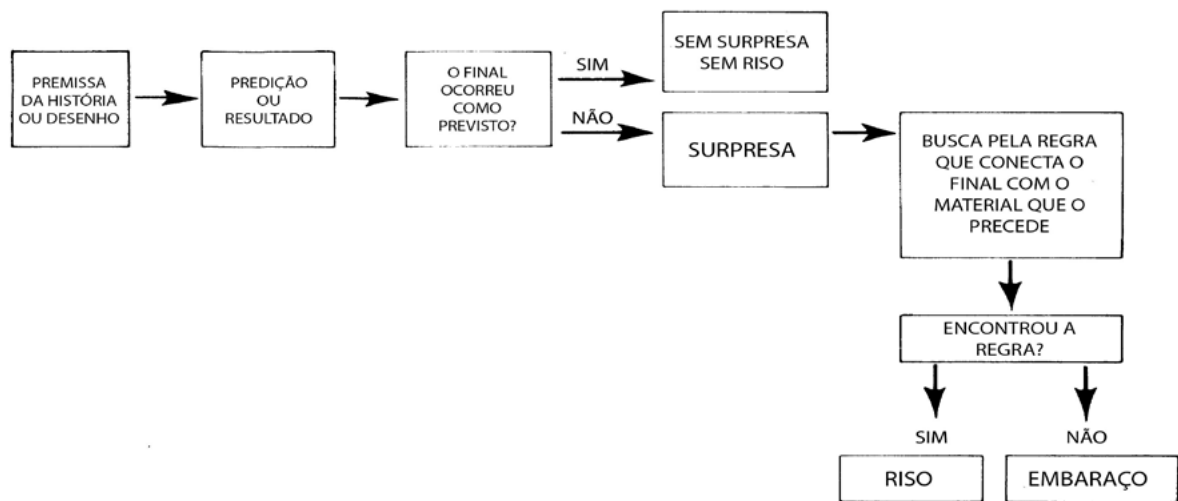 PREMISSA
DA HISTÓRIA
OU DESENHO
PREDIÇÃO
OU
RESULTADO
O FINAL
OCORREU
COMO
PREVISTO?
SIM
NÃO
SEM SURPRESA
SEM RISO
SURPRESA
BUSCA PELA REGRA
QUE CONECTA O
FINAL COM O
MATERIAL QUE O
PRECEDE
ENCONTROU A
REGRA?
SIM
NÃO
RISO
EMBARAÇO